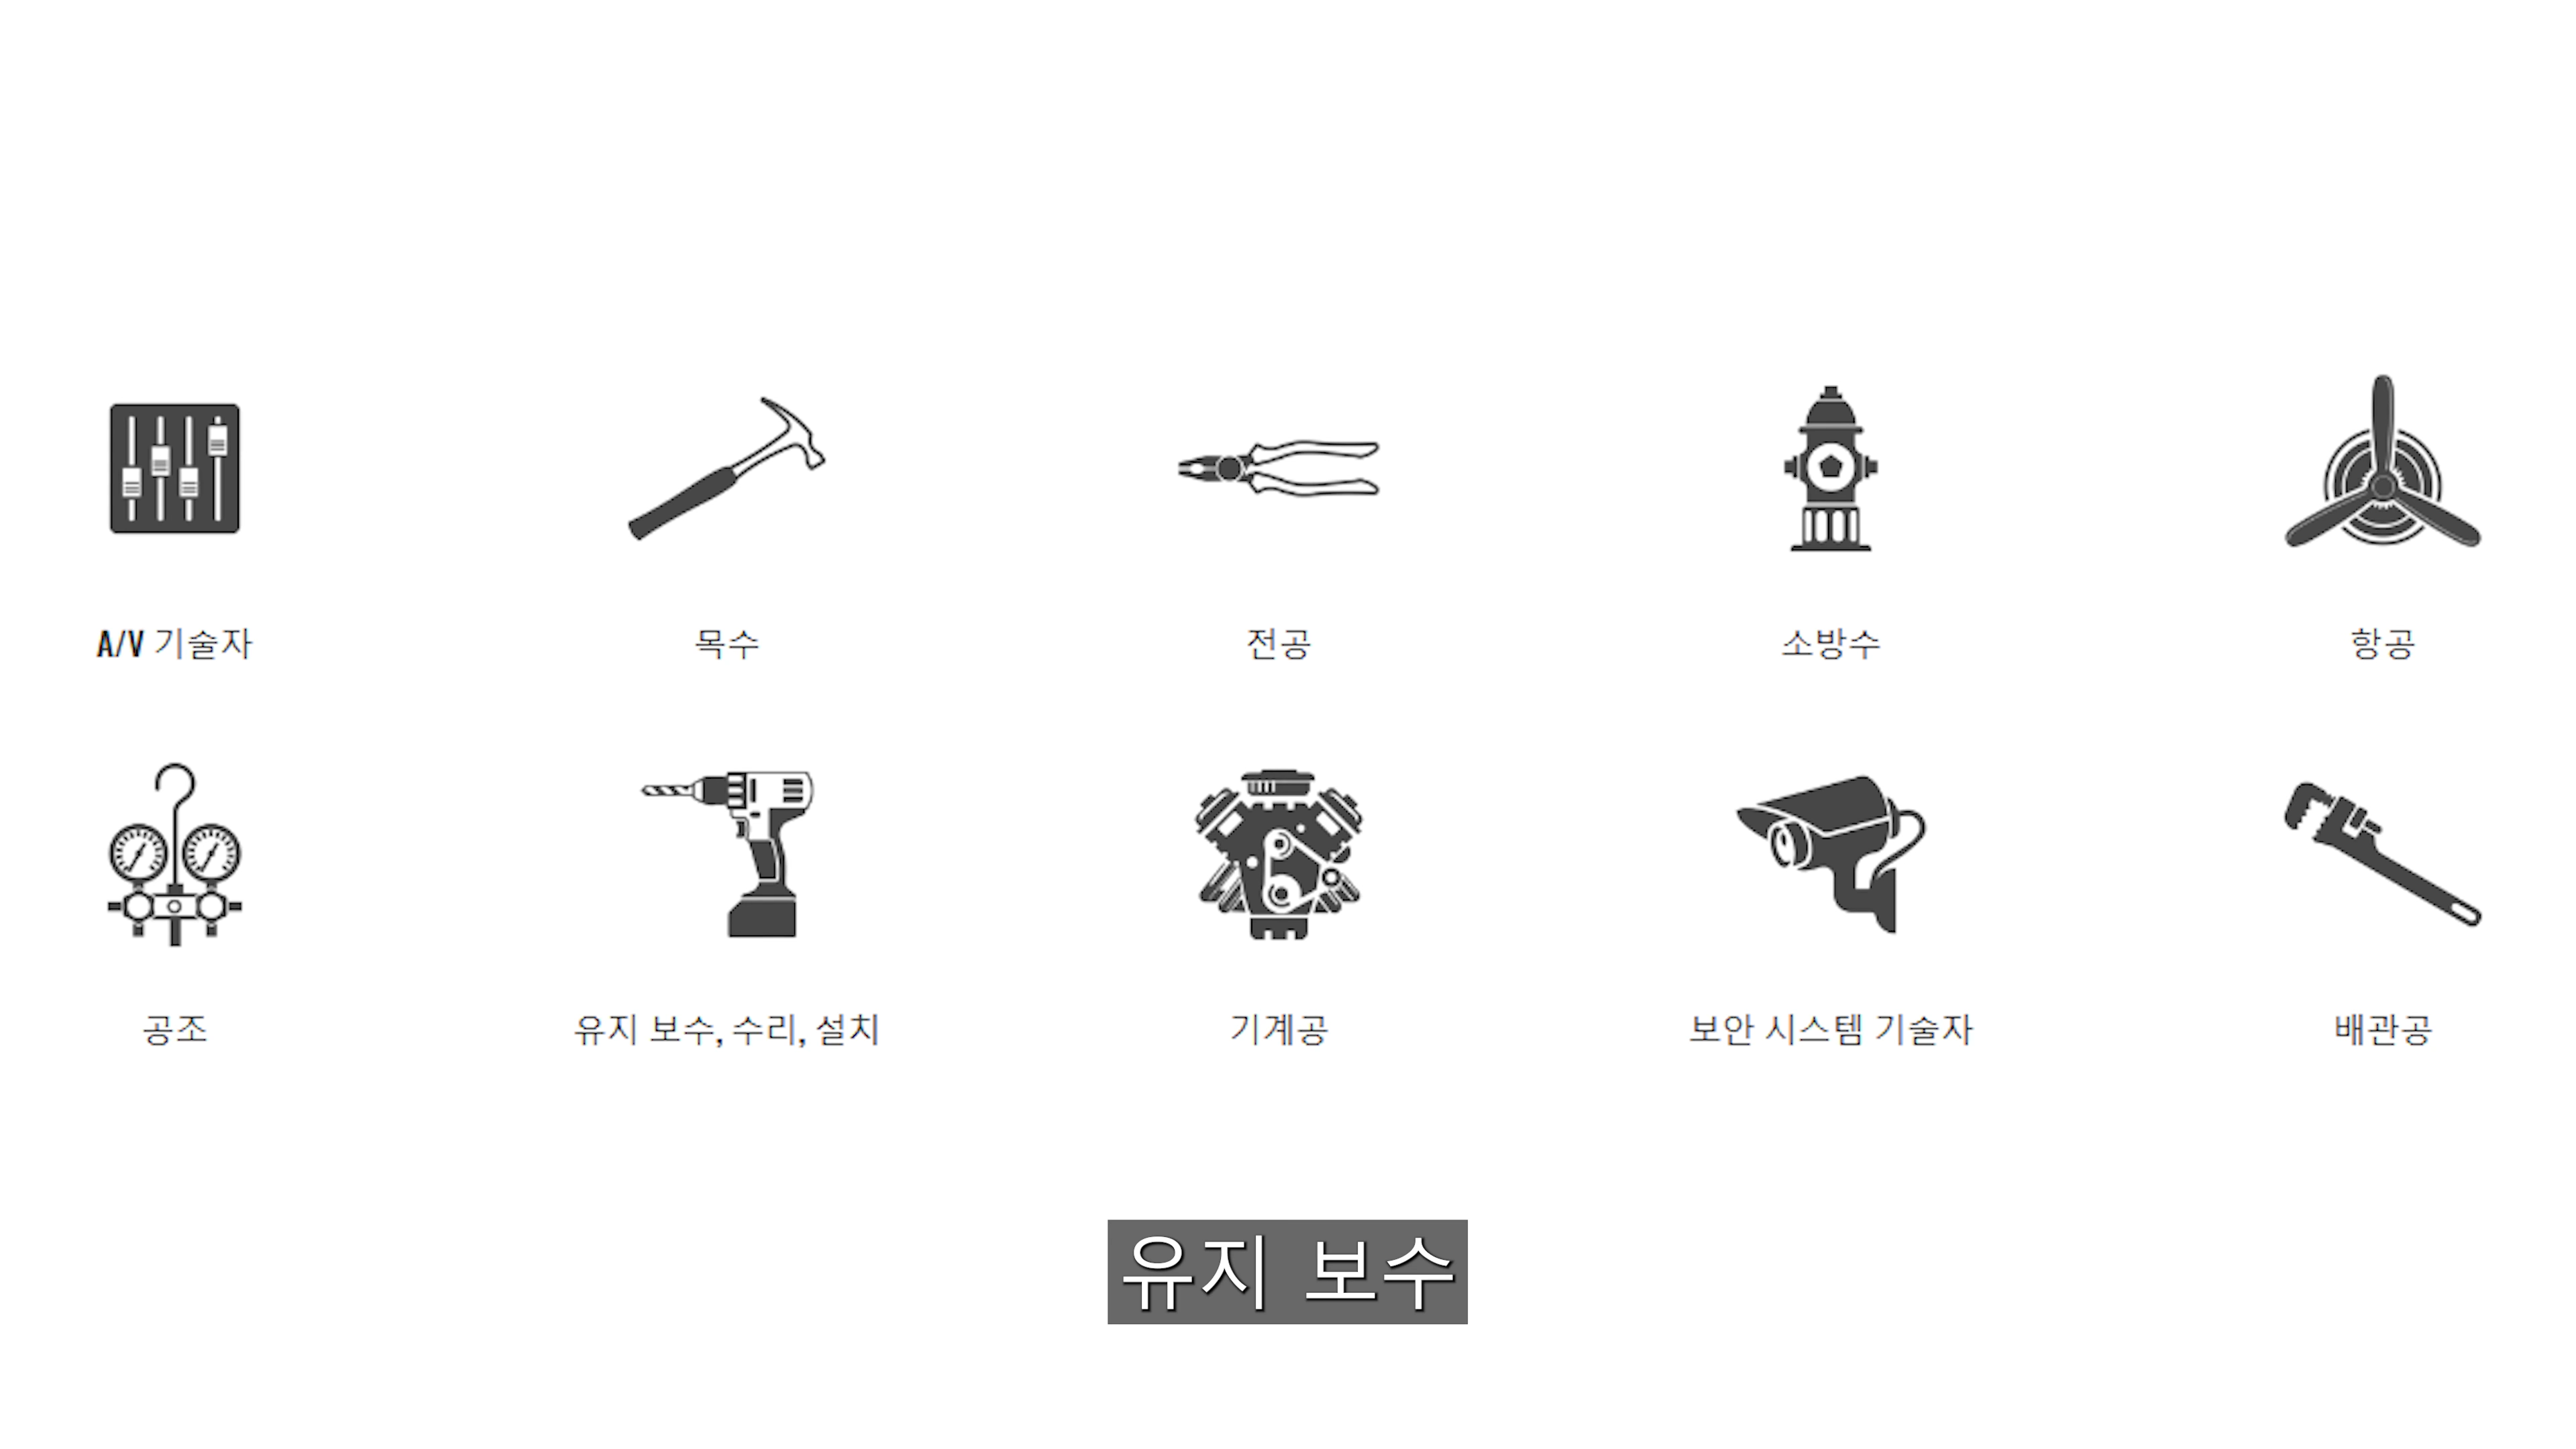 A/V 기술자
목수
전공
소방수
항공
공조
유지 보수, 수리, 설치
기계공
보안 시스템 기술자
배관공
유지 보수